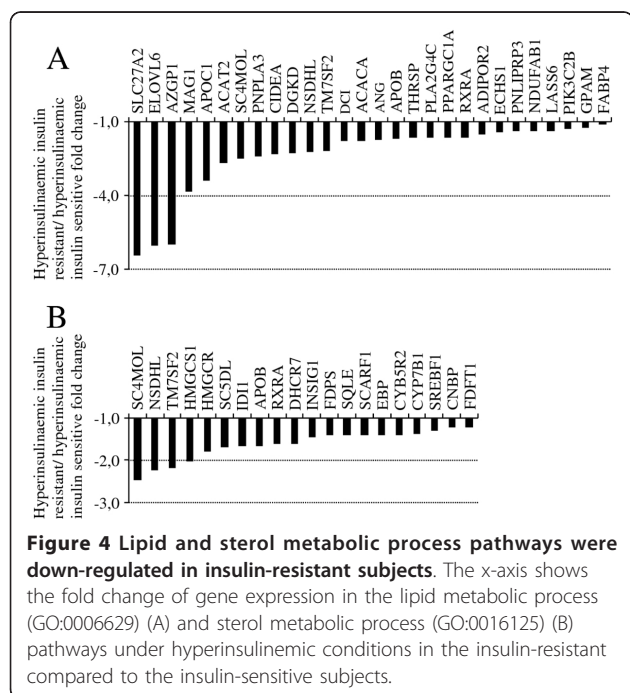 A
SLC27A2 ELOVL6 AZGP1 MAG1 APOC1 ACAT2 SC4MOL PNPLA3 CIDEA DGKD NSDHL TM7SF2 DCI ACACA ANG APOB THRSP PLA2G4C PPARGC1A RXRA ADIPOR2 ECHS1 PNLIPRP3 NDUFAB1 LASS6 PIK3C2B GPAM FABP4
Hyperinsulinaemic insulin
resistant/ hyperinsulinaemic
insulin sensitive fold change
-1,0
-4,0
-7,0
B
SC4MOL NSDHL TM7SF2 HMGCS1 HMGCR SC5DL IDI1 APOB RXRA DHCR7 INSIG1 FDPS SQLE SCARF1 EBP CYB5R2 CYP7B1 SREBF1 CNBP FDFT1
Hyperinsulinaemic insulin
resistant/ hyperinsulinaemic
insulin sensitive fold change
-1,0
-2,0
-3,0
Figure 4 Lipid and sterol metabolic process pathways were
down-regulated in insulin-resistant subjects. The x-axis shows
the fold change of gene expression in the lipid metabolic process
(GO:0006629) (A) and sterol metabolic process (GO:0016125) (B)
pathways under hyperinsulinemic conditions in the insulin-resistant
compared to the insulin-sensitive subjects.